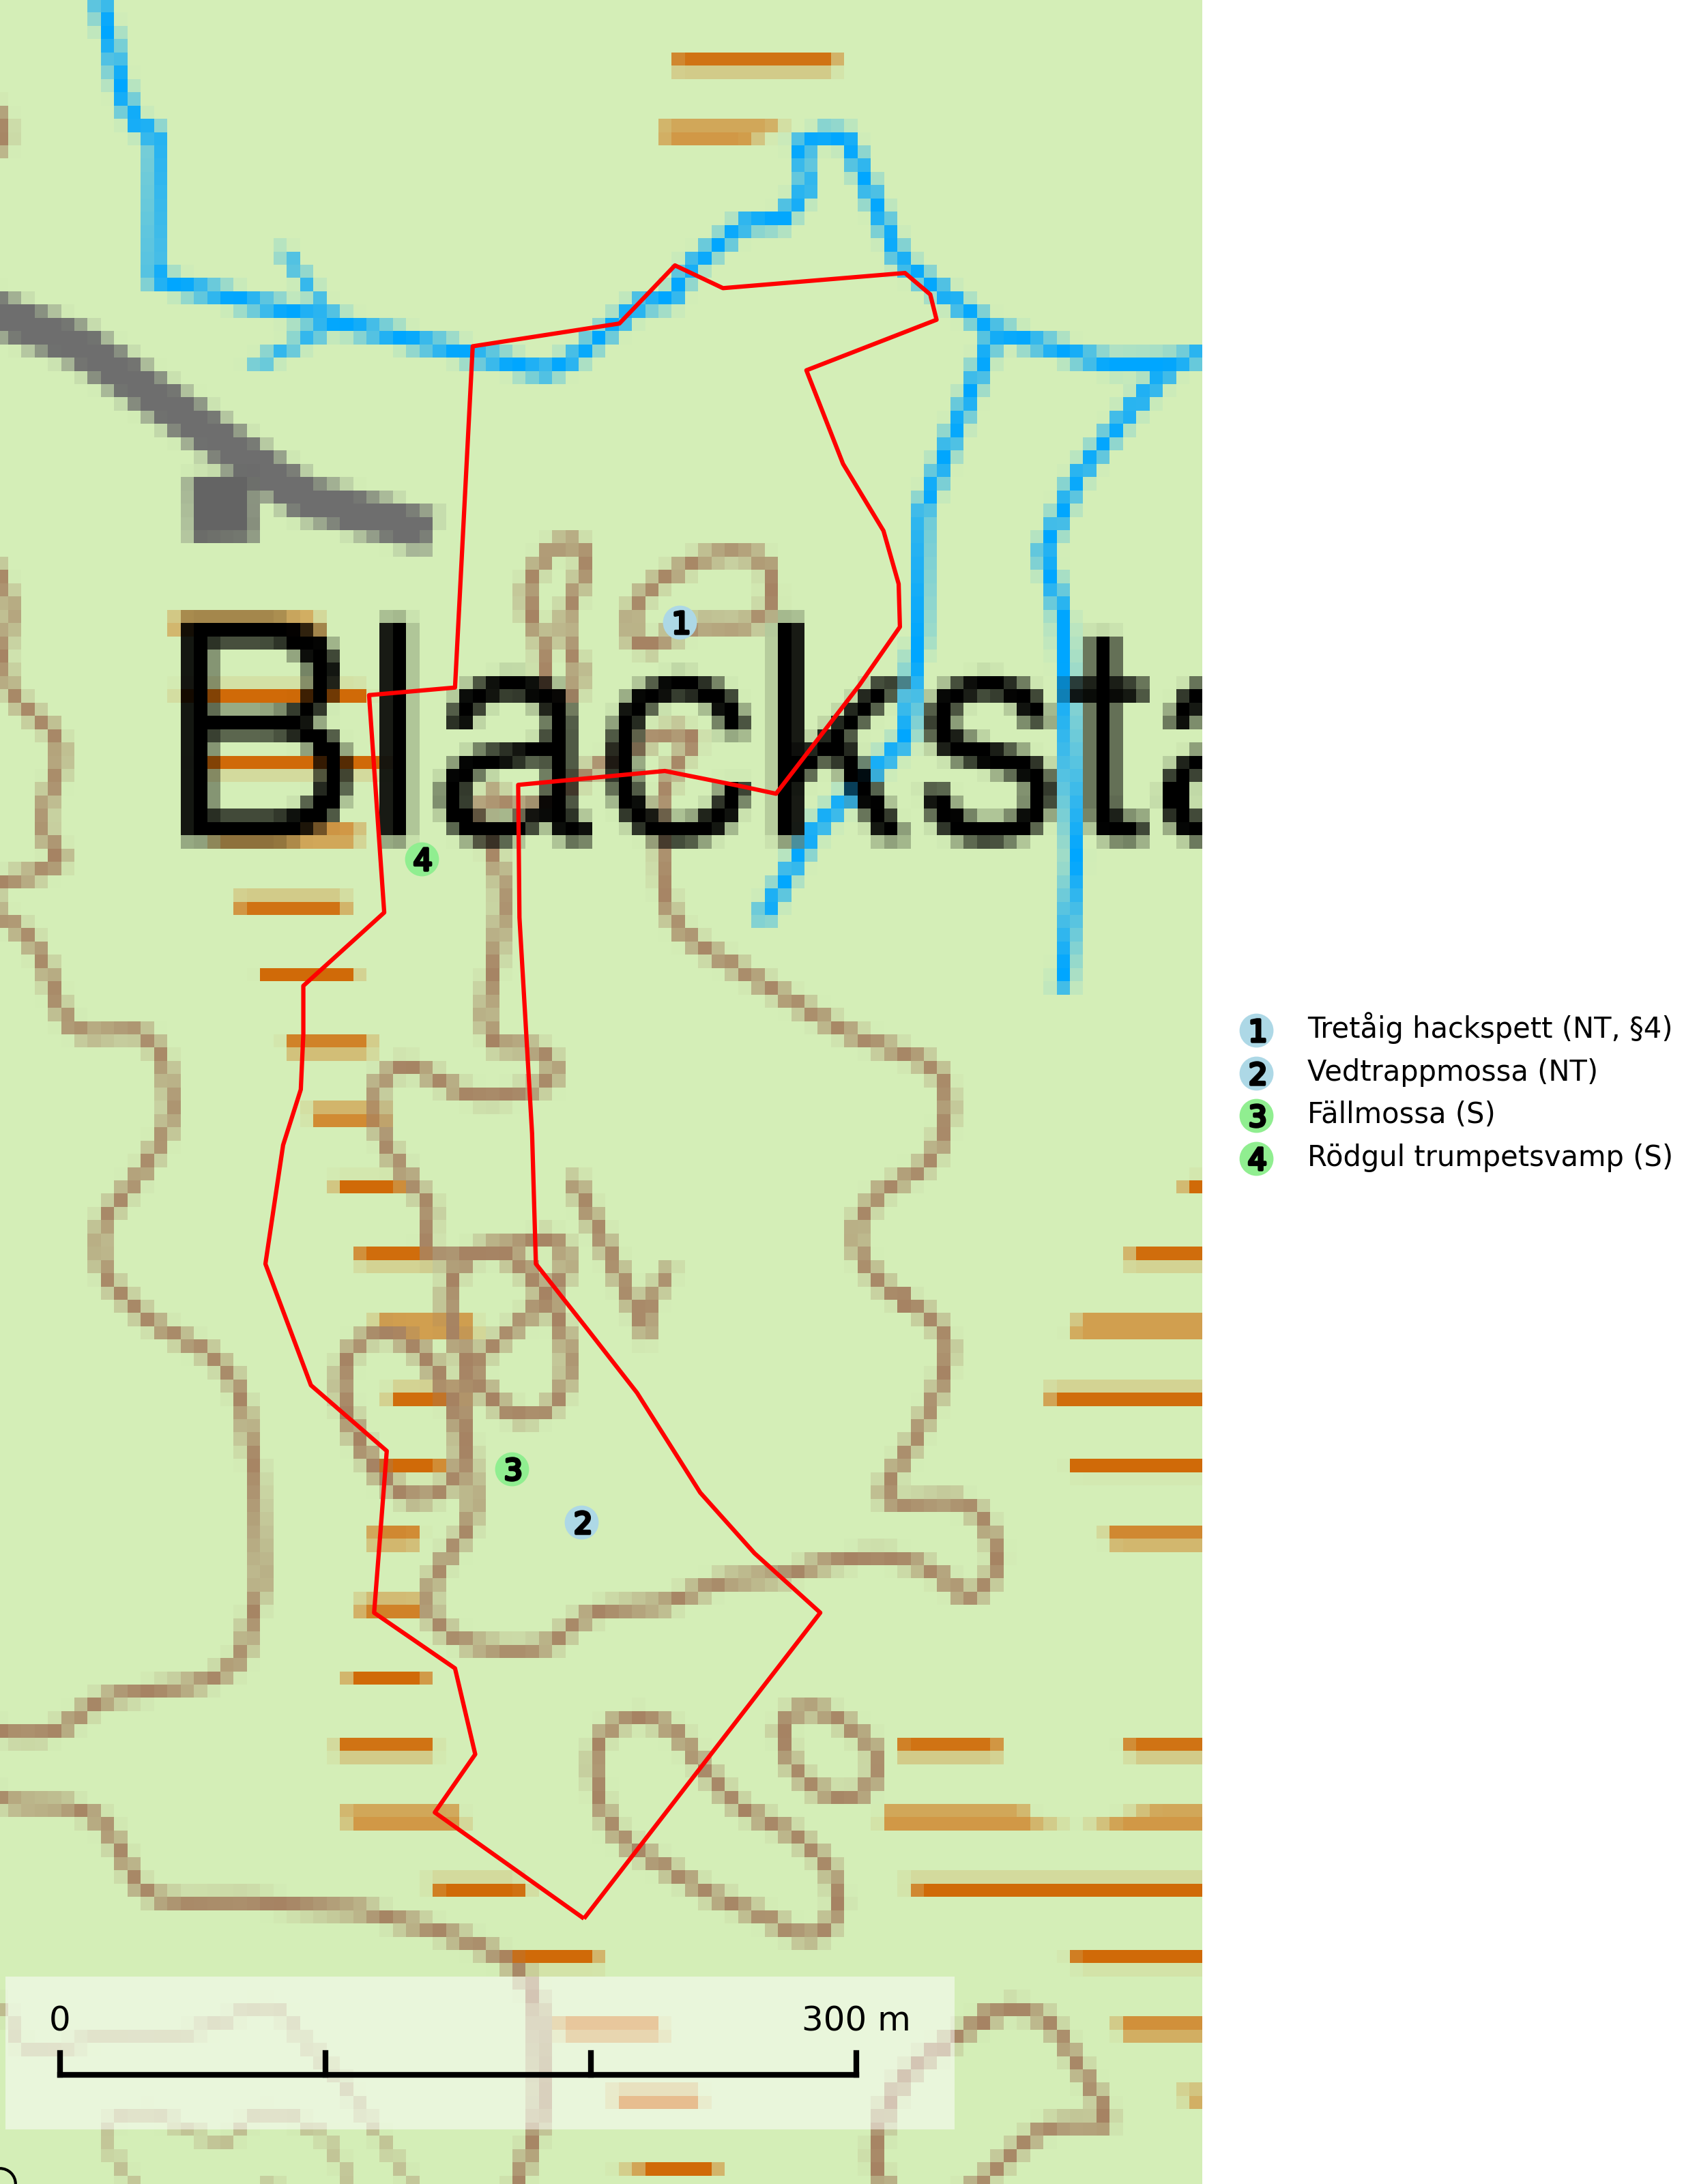 Blacksta
1
4
3
2
1 Tretåig hackspett (NT, §4)
2 Vedtrappmossa (NT)
3 Fällmossa (S)
4 Rödgul trumpetsvamp (S)
0 300 m